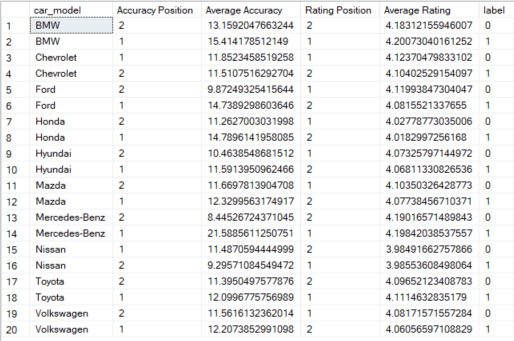 car_model Accuracy Position Average Accuracy Rating Position Average Rating label
1 BMW 2 13.1592047663244 2 4.18312155946007 0
2 BMW 1 15.414178512149 1 4.20073040161252 1
3 Chevrolet 1 11.8523458519258 1 4.12370479833102 0
4 Chevrolet 2 11.5107516292704 2 4.10402529154097 1
5 Ford 2 9.87249325415644 1 4.11993847304047 0
6 Ford 1 14.7389298603646 2 4.0815521337655 1
7 Honda 2 11.2627003031998 1 4.02778773035006 0
8 Honda 1 14.7896141958085 2 4.0182997256168 1
9 Hyundai 2 10.4638548681512 1 4.07325797144972 0
10 Hyundai 1 11.5913950962466 2 4.06811330826536 1
11 Mazda 2 11.6697813904708 1 4.10350326428773 0
12 Mazda 1 12.3299563174917 2 4.07738456710371 1
13 Mercedes-Benz 2 8.44526724371045 2 4.19016571489843 0
14 Mercedes-Benz 1 21.5885611250751 1 4.19842038537557 1
15 Nissan 1 11.4870594444999 2 3.98491662757866 0
16 Nissan 2 9.29571084549472 1 3.98553608498064 1
17 Toyota 2 11.3950497577876 2 4.09652123408783 0
18 Toyota 1 12.0996775756989 1 4.1114632835179 1
19 Volkswagen 2 11.5616132362014 1 4.08171571557284 0
20 Volkswagen 1 12.2073852991098 2 4.06056597108829 1